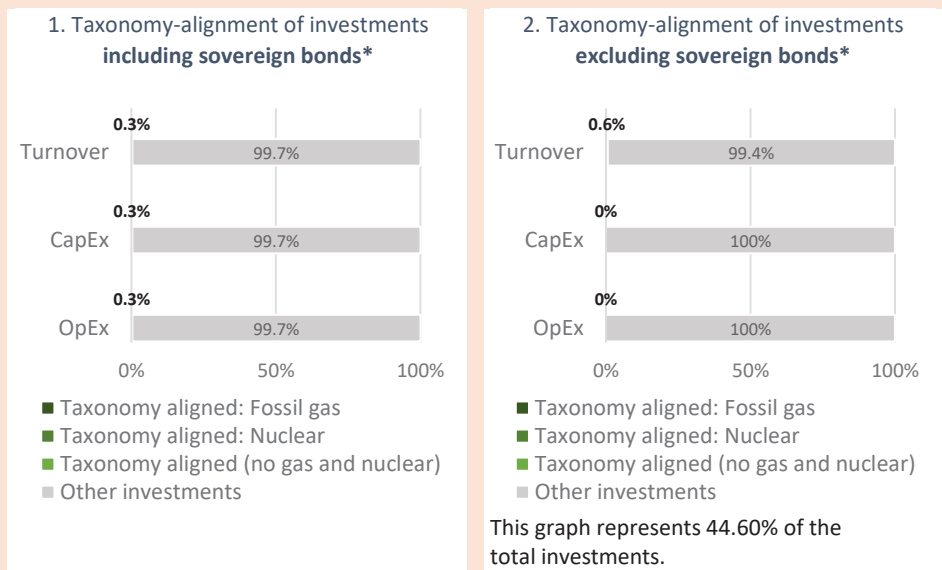 1. Taxonomy-alignment of investments
including sovereign bonds*
0.3%
Turnover
99.7%
0.3%
CapEx
99.7%
0.3%
OpEx
99.7%
0%
50%
100%
Taxonomy aligned: Fossil gas
Taxonomy aligned: Nuclear
Taxonomy aligned (no gas and nuclear)
Other investments
2. Taxonomy-alignment of investments
excluding sovereign bonds*
0.6%
Turnover
99.4%
0%
CapEx
100%
0%
OpEx
100%
0%
50%
100%
Taxonomy aligned: Fossil gas
Taxonomy aligned: Nuclear
Taxonomy aligned (no gas and nuclear)
Other investments
This graph represents 44.60% of the
total investments.